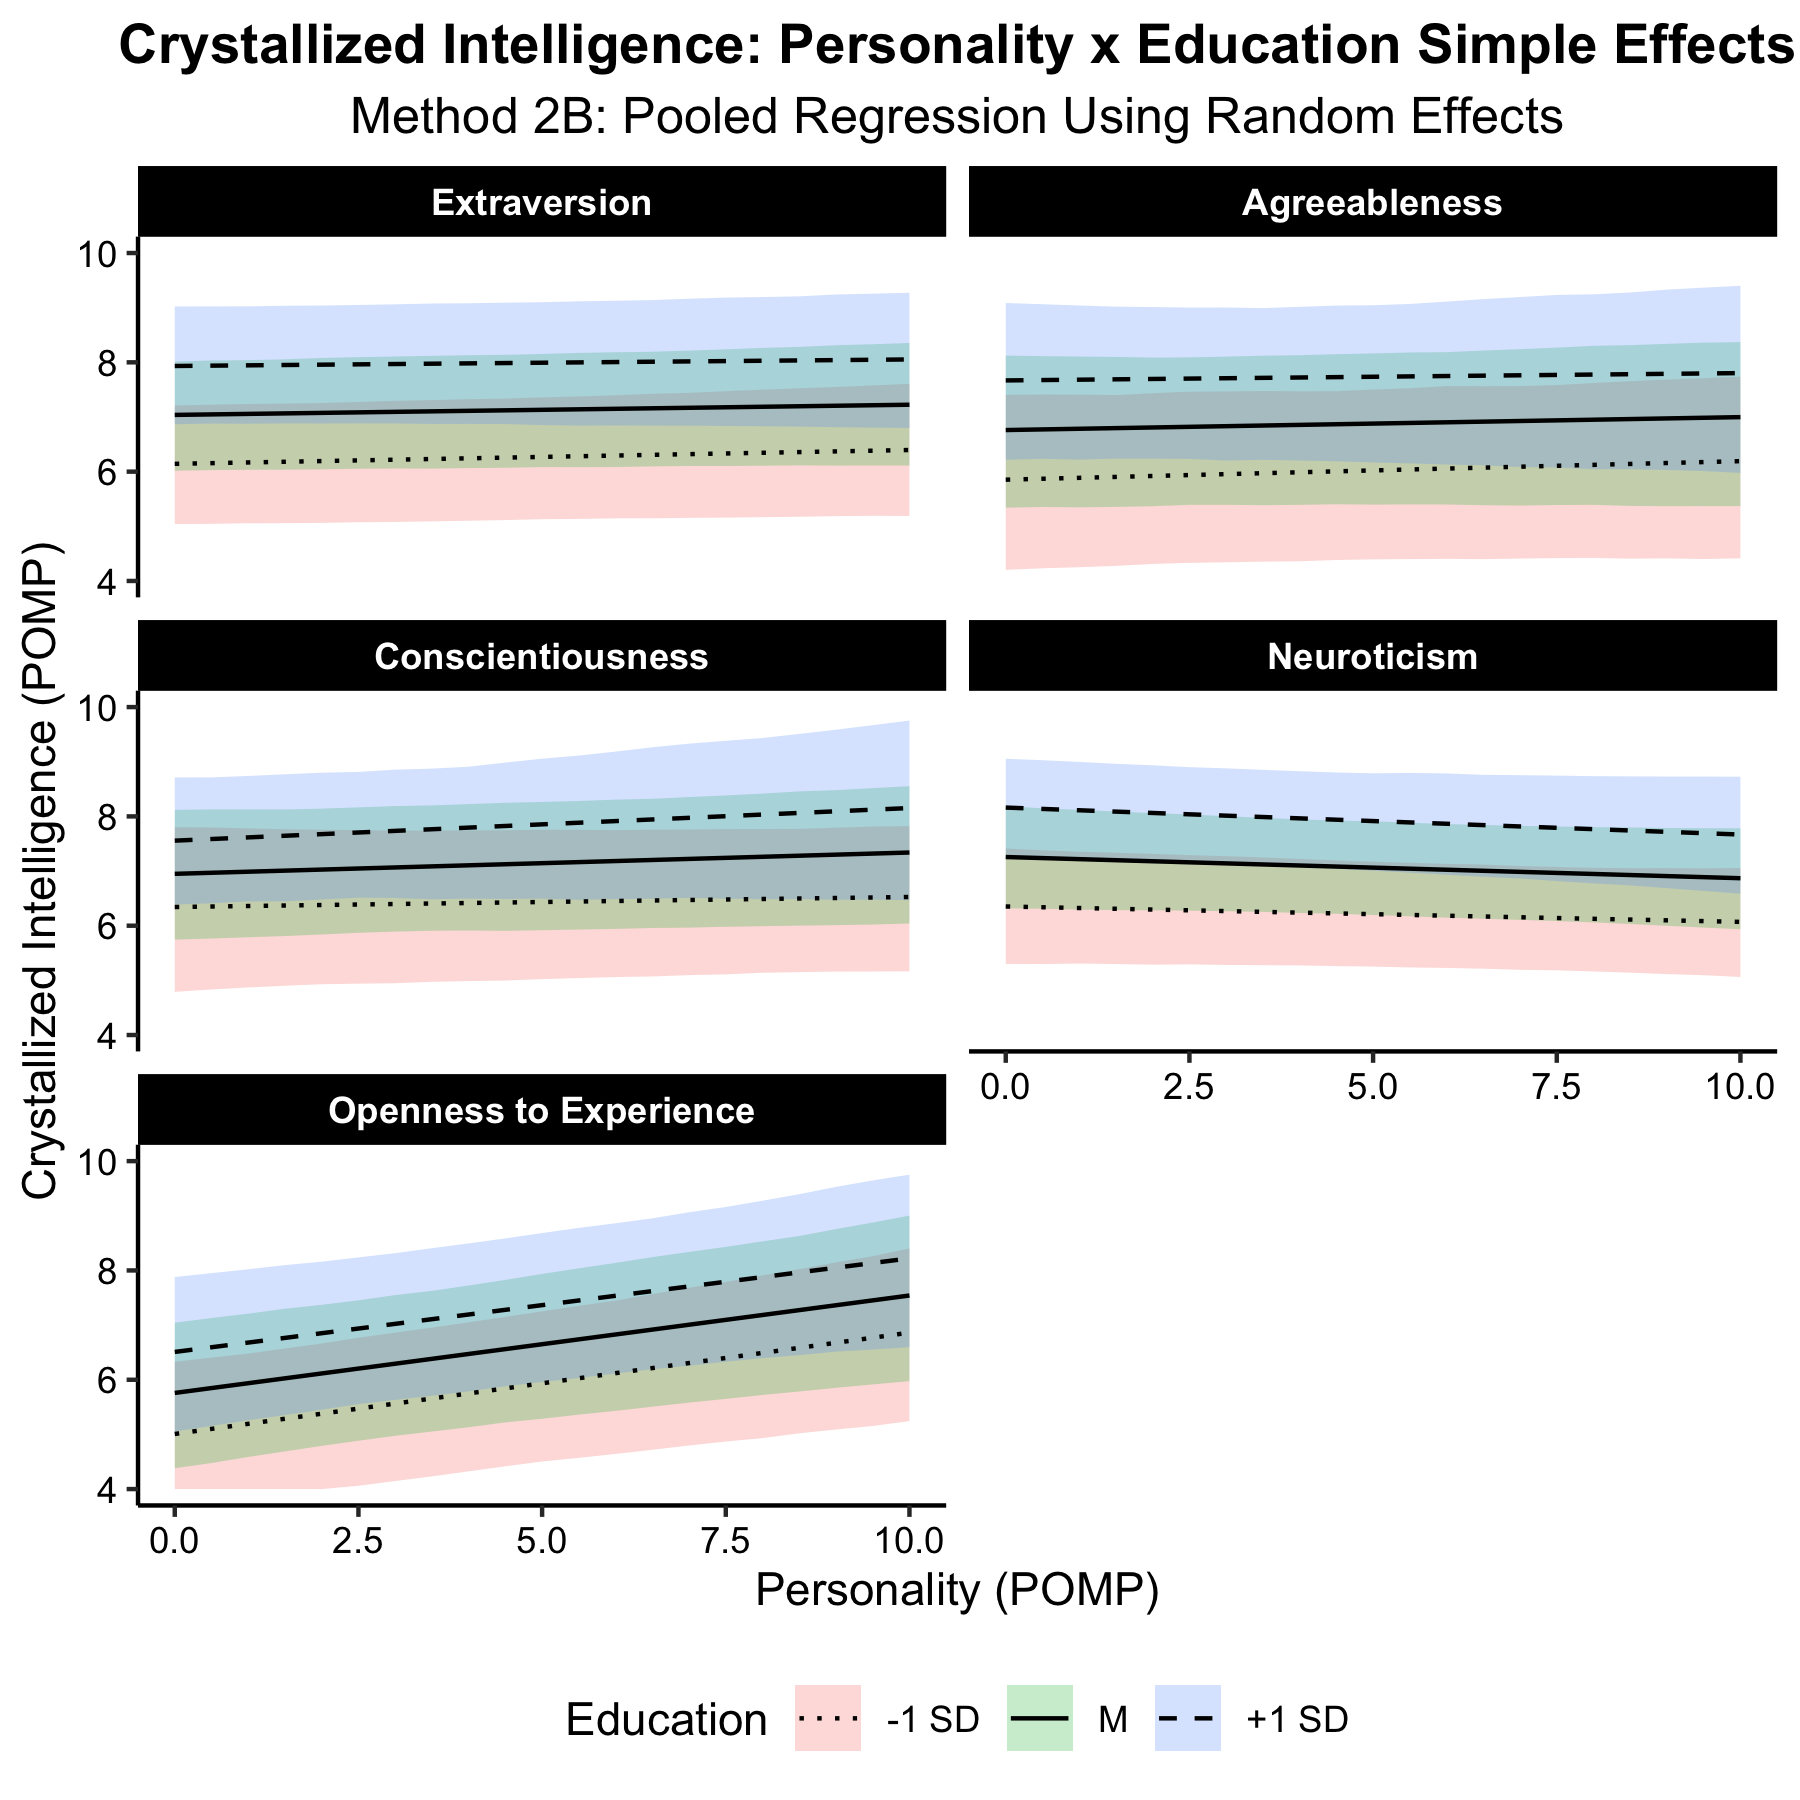 Crystallized Intelligence: Personality x Education Simple Effects
Method 2B: Pooled Regression Using Random Effects
Extraversion
Agreeableness
10
8
6
4
Conscientiousness
Neuroticism
10
8
6
4
0.0 2.5 5.0 7.5 10.0
Openness to Experience
10
8
6
4
0.0 2.5 5.0 7.5 10.0
Crystallized Intelligence (POMP)
Personality (POMP)
Education -1 SD M +1 SD